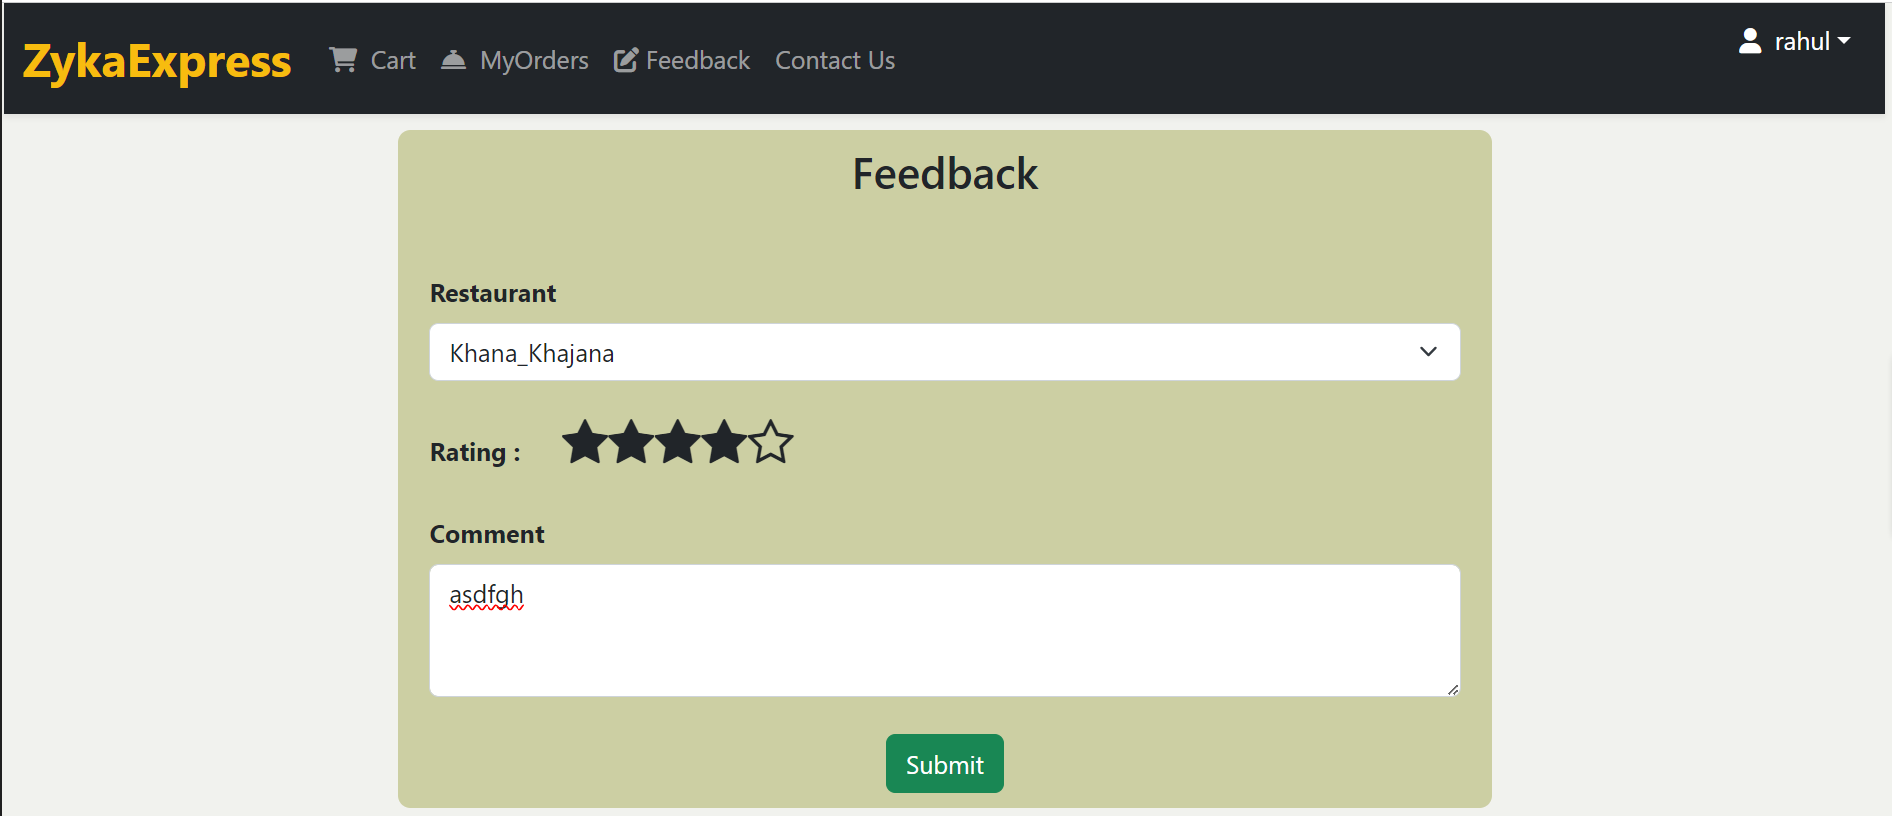 ZykaExpress Cart MyOrders Feedback Contact Us rahul
Feedback
Restaurant
Khana_Khajana
Rating :
Comment
asdfgh
Submit